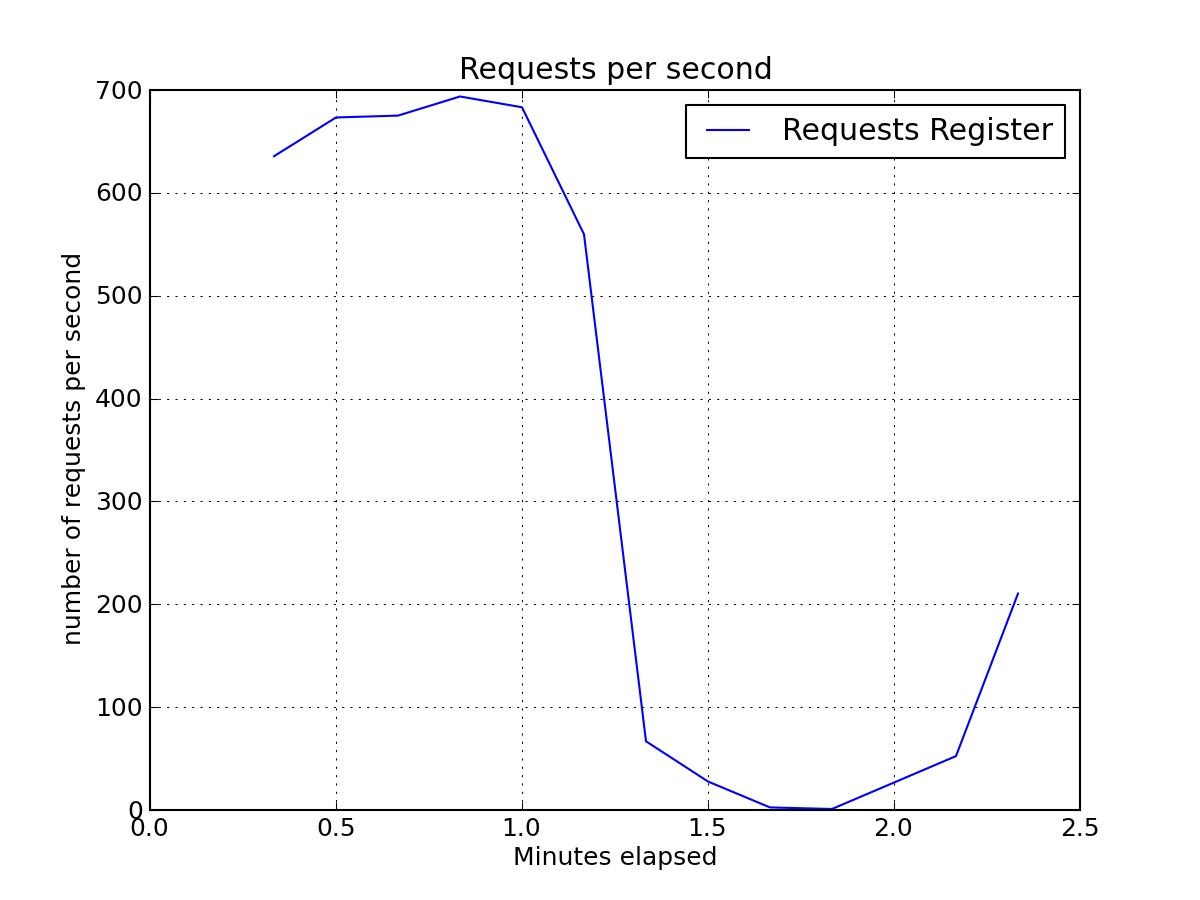 Requests per second
Requests Register
number of requests per second
700
600
500
400
300
200
100
0
0.0 0.5 1.0 1.5 2.0 2.5
Minutes elapsed